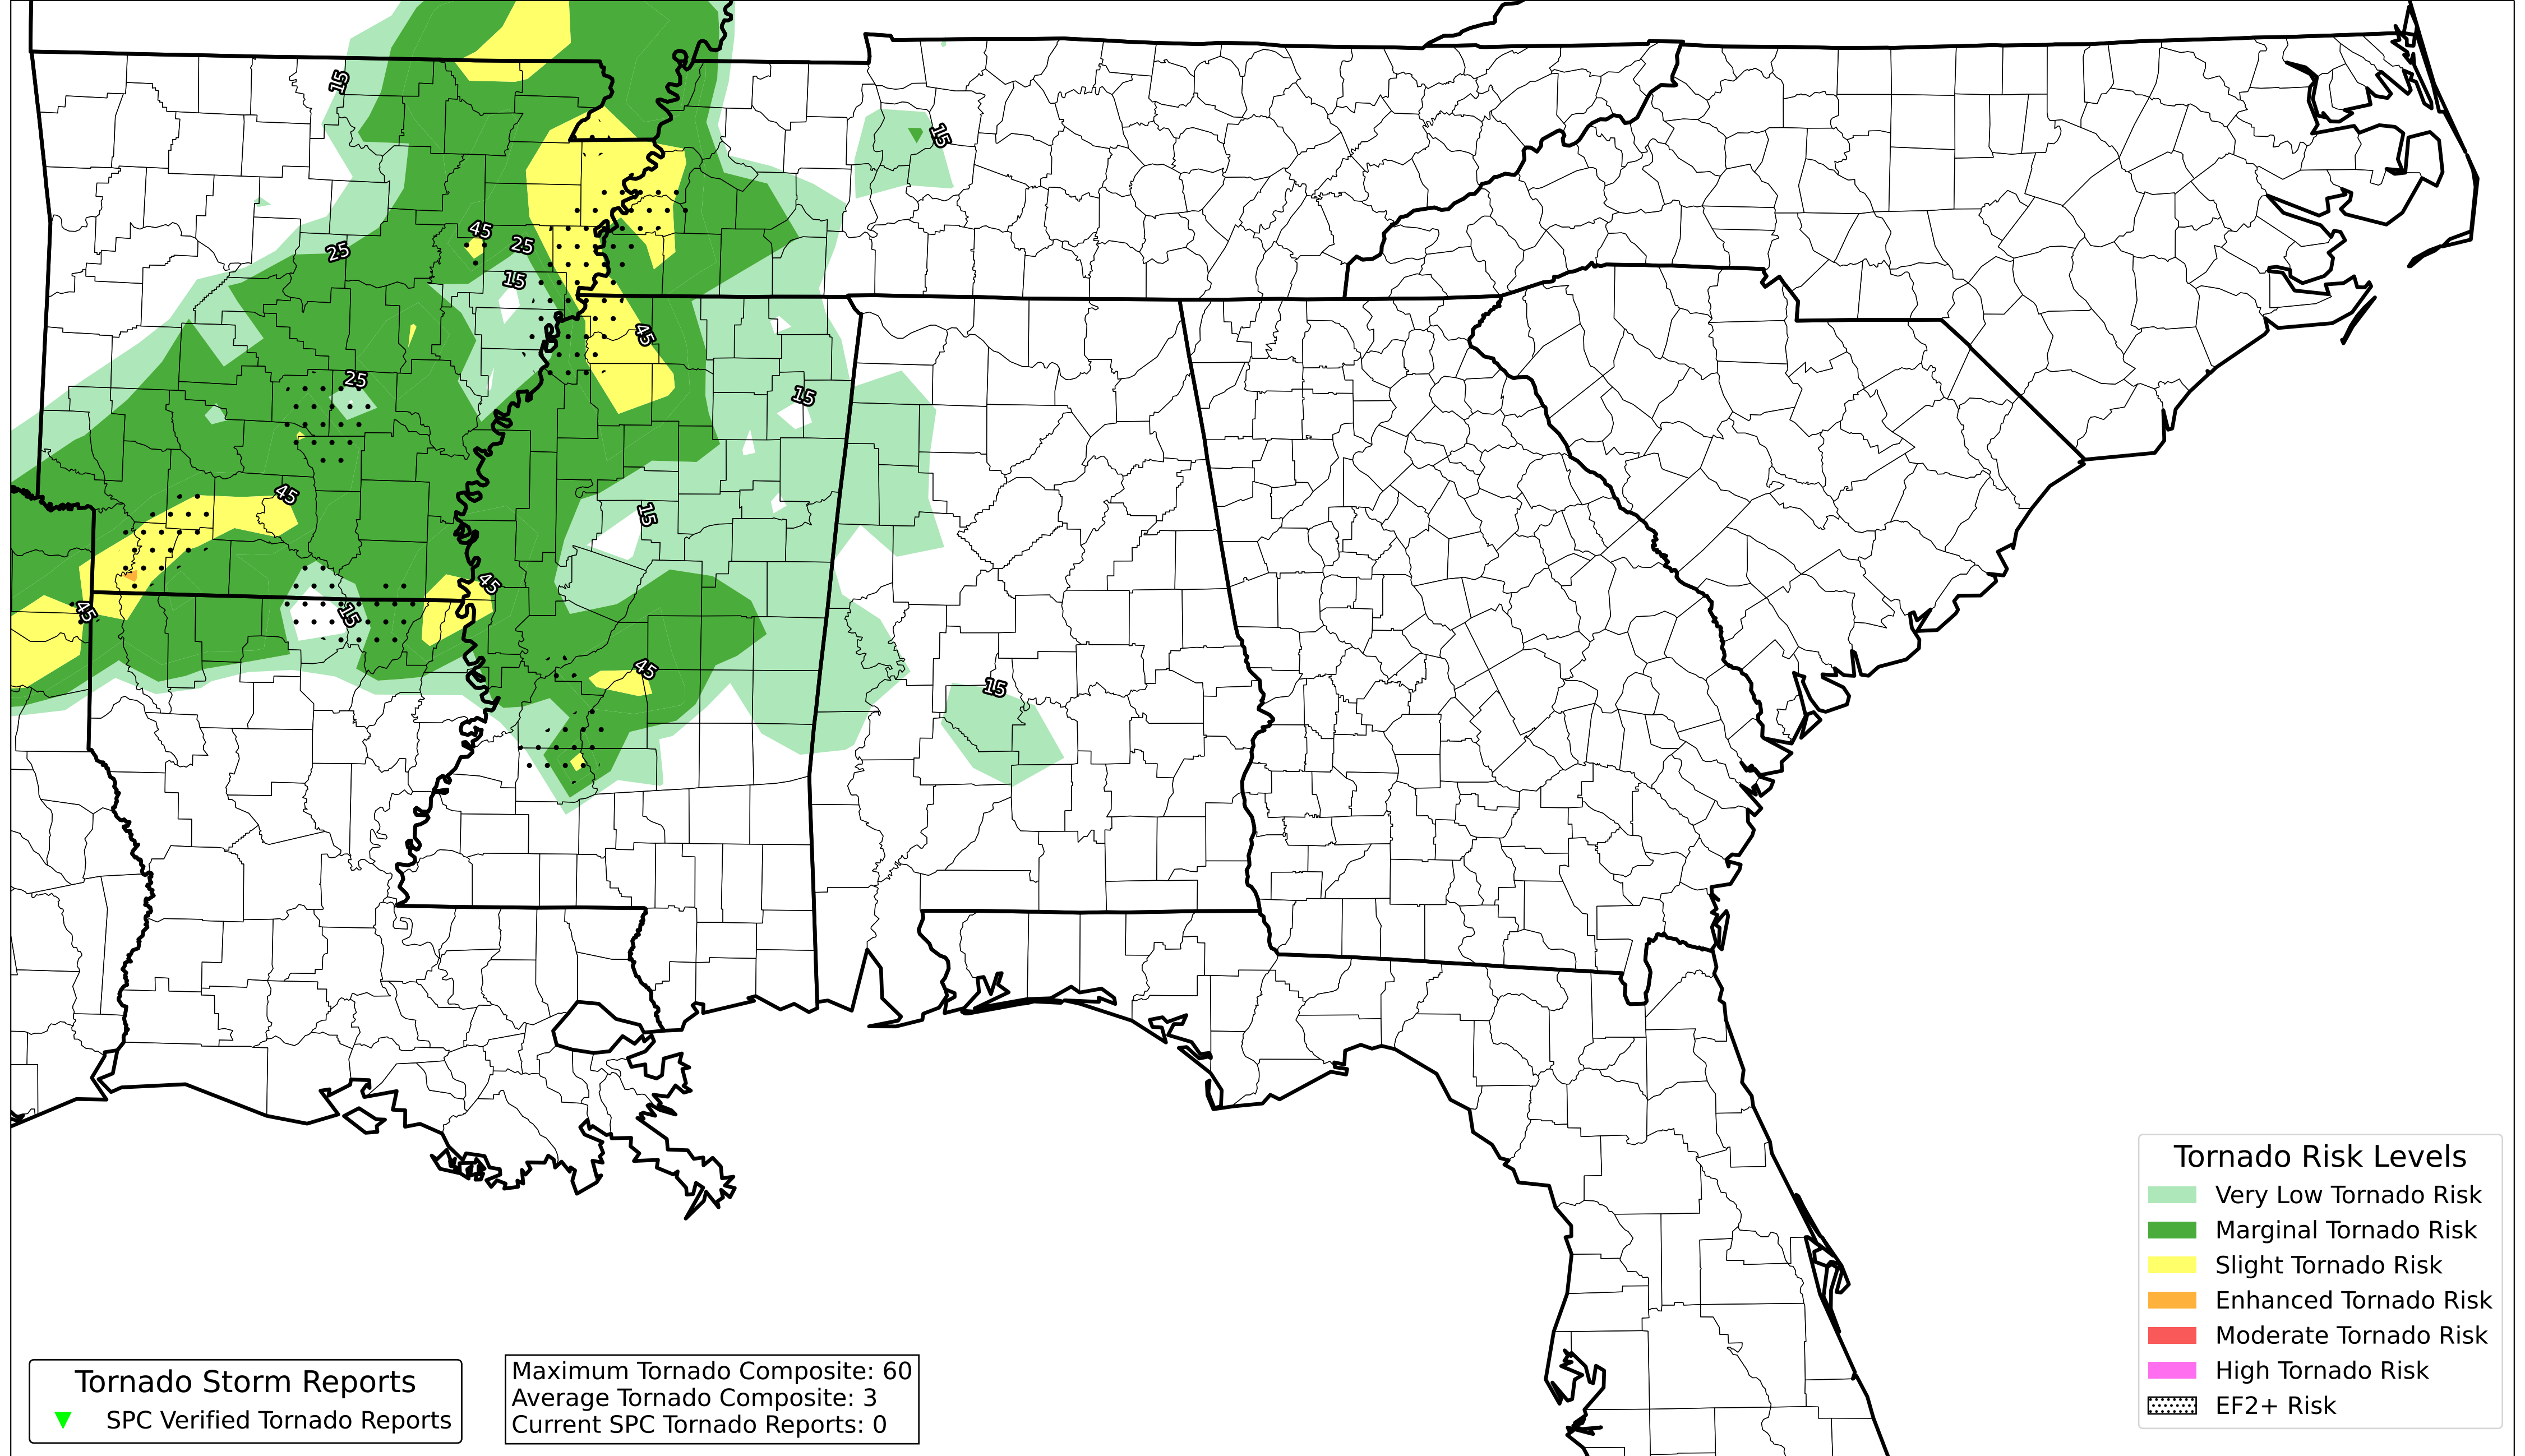 15
15
45
25
25
15
45
25
15
45
15
45
45
15
45
15
Tornado Risk Levels
Very Low Tornado Risk
Marginal Tornado Risk
Slight Tornado Risk
Enhanced Tornado Risk
Moderate Tornado Risk
High Tornado Risk
EF2+ Risk
Tornado Storm Reports
SPC Verified Tornado Reports
Maximum Tornado Composite: 60
Average Tornado Composite: 3
Current SPC Tornado Reports: 0